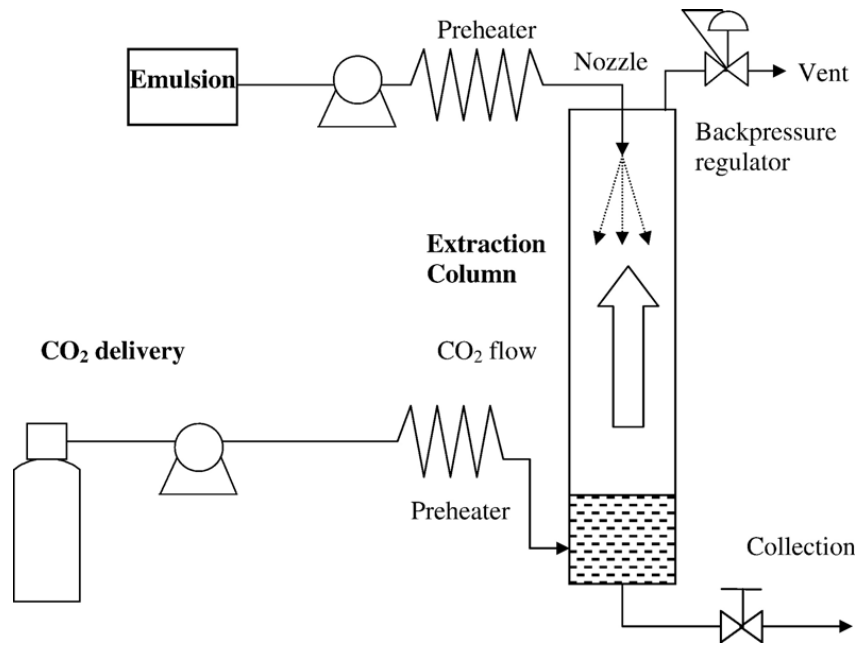 Preheater
Emulsion
Nozzle
Vent
Backpressure
regulator
Extraction
Column
CO₂ delivery
CO₂ flow
Preheater
Collection